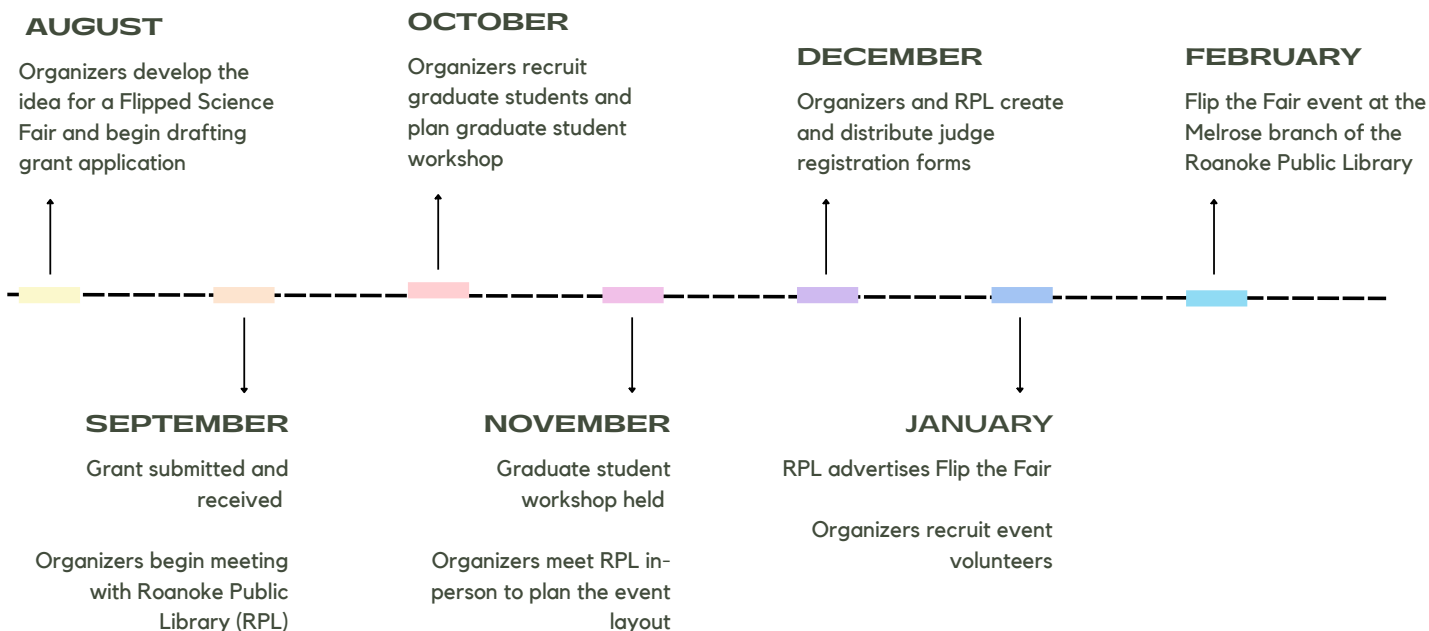 AUGUST
Organizers develop the
idea for a Flipped Science
Fair and begin drafting
grant application
OCTOBER
Organizers recruit
graduate students and
plan graduate student
workshop
DECEMBER
Organizers and RPL create
and distribute judge
registration forms
FEBRUARY
Flip the Fair event at the
Melrose branch of the
Roanoke Public Library
SEPTEMBER
Grant submitted and
received
Organizers begin meeting
with Roanoke Public
Library (RPL)
NOVEMBER
Graduate student
workshop held
Organizers meet RPL in-
person to plan the event
layout
JANUARY
RPL advertises Flip the Fair
Organizers recruit event
volunteers